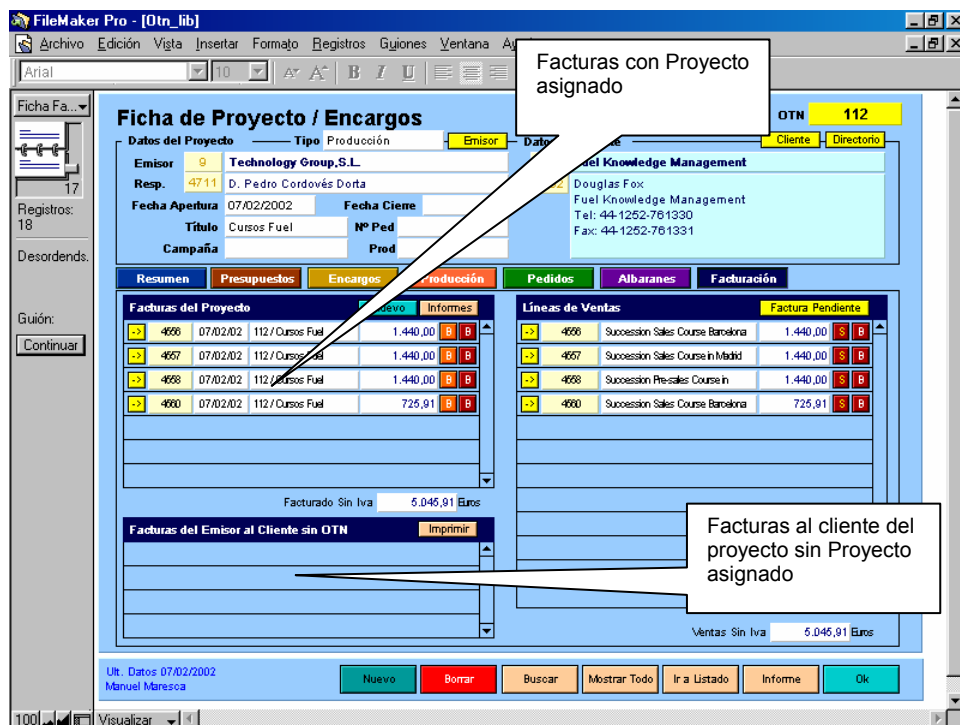 FileMaker Pro - [Otn_lib]
Archivo Edición Vista Insertar Formato Registros Guiones Ventana
Arial 10 B I U
Facturas con Proyecto
asignado
Ficha Fa...
17
Registros:
18
Desordends.
Guión:
Continuar
Ficha de Proyecto / Encargos
OTN 112
Datos del Proyecto Tipo Producción Emisor
Cliente Directorio
Emisor 9 Technology Group,S.L.
Knowledge Management
Resp. 4711 D. Pedro Cordovés Dorta
Douglas Fox
Fuel Knowledge Management
Tel: 44-1252-761330
Fax: 44-1252-761331
Fecha Apertura 07/02/2002 Fecha Cierre
Título Cursos Fuel Nº Ped
Campaña Prod
Resumen Presupuestos Encargos Producción Pedidos Albaranes Facturación
Facturas del Proyecto Informes
-> 4656 07/02/02 112 / Cursos Fuel 1.440,00 B B
-> 4657 07/02/02 112 / Cursos Fuel 1.440,00 B B
-> 4658 07/02/02 112 / Cursos Fuel 1.440,00 B B
-> 4660 07/02/02 112 / Cursos Fuel 725,91 B B
Facturado Sin Iva 5.045,91 Euros
Líneas de Ventas Factura Pendiente
-> 4656 Succession Sales Course Barcelona 1.440,00 S B
-> 4657 Succession Sales Course in Madrid 1.440,00 S B
-> 4658 Succession Pre-sales Course in 1.440,00 S B
-> 4660 Succession Sales Course Barcelona 725,91 S B
Facturas del Emisor al Cliente sin OTN Imprimir
Facturas al cliente del
proyecto sin Proyecto
asignado
Ventas Sin Iva 5.045,91 Euros
Ult. Datos 07/02/2002
Manuel Maresca
Nuevo Borrar Buscar Mostrar Todo Ir a Listado Informe Ok
100 Visualizar